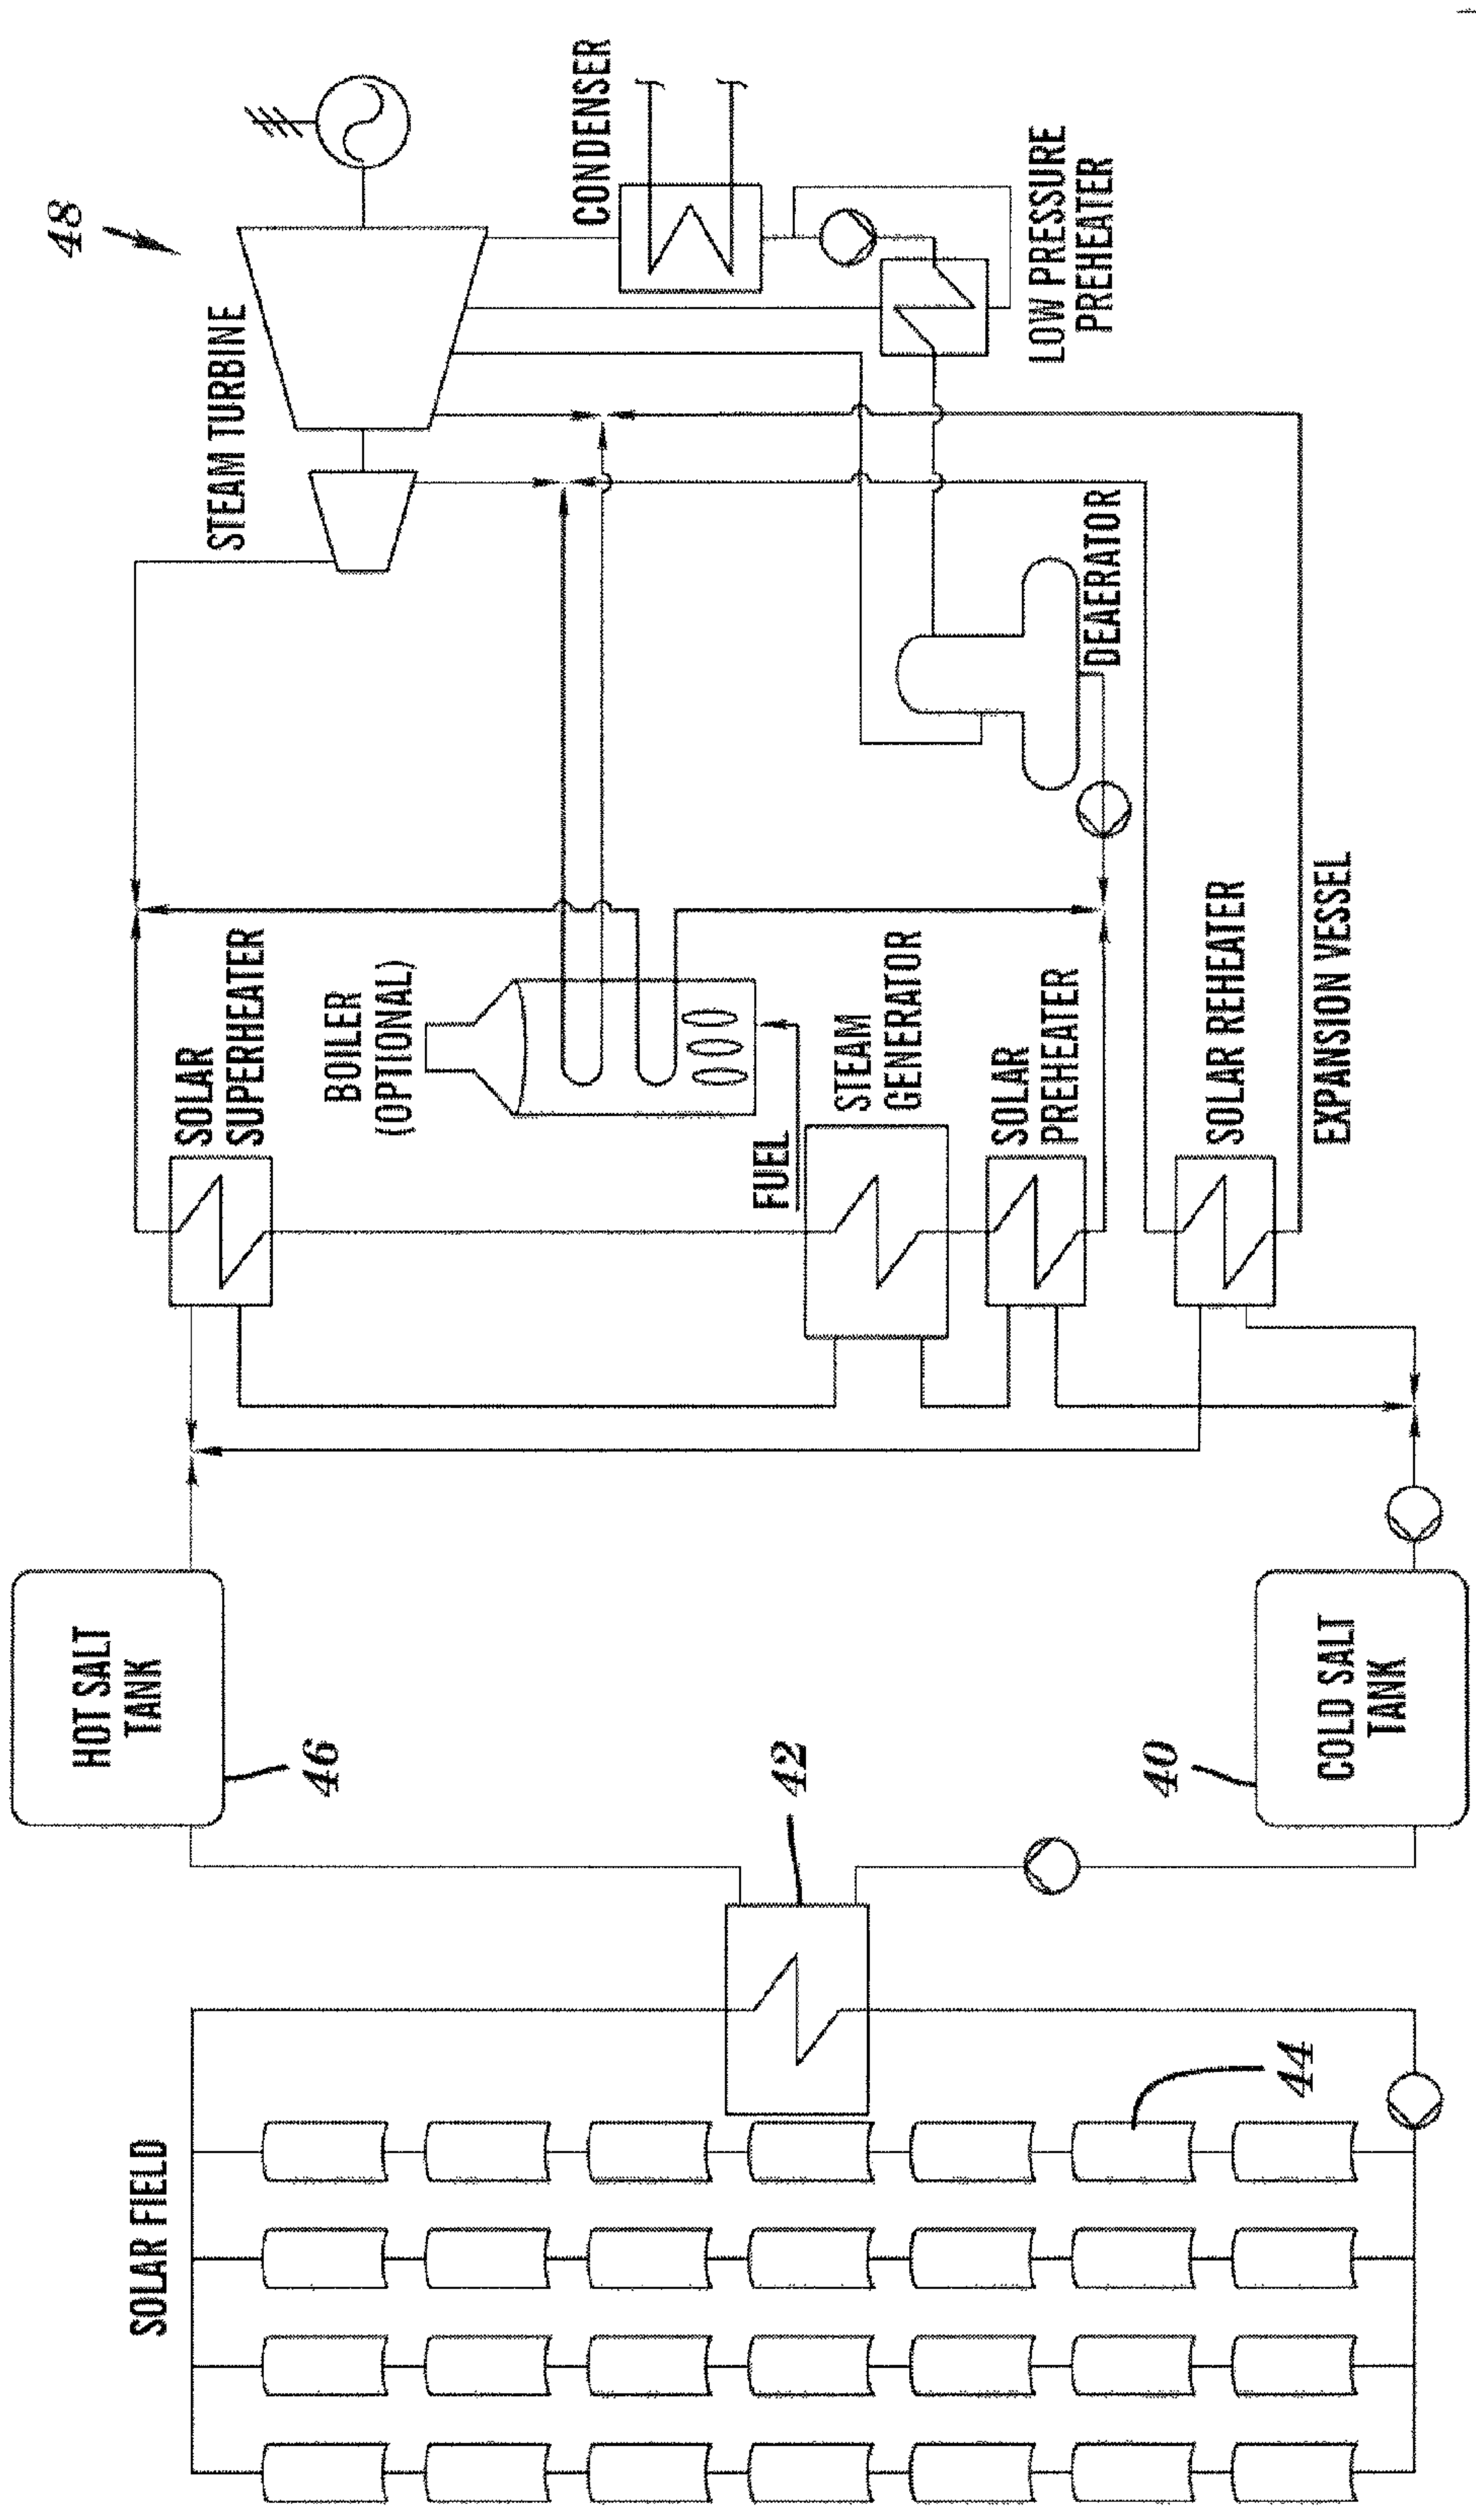 SOLAR FIELD
44
42
HOT SALT
TANK
46
COLD SALT
TANK
40
SOLAR
SUPERHEATER
BOILER
(OPTIONAL)
FUEL
STEAM
GENERATOR
SOLAR
PREHEATER
SOLAR REHEATER
EXPANSION VESSEL
STEAM TURBINE
48
CONDENSER
LOW PRESSURE
PREHEATER
DEAERATOR